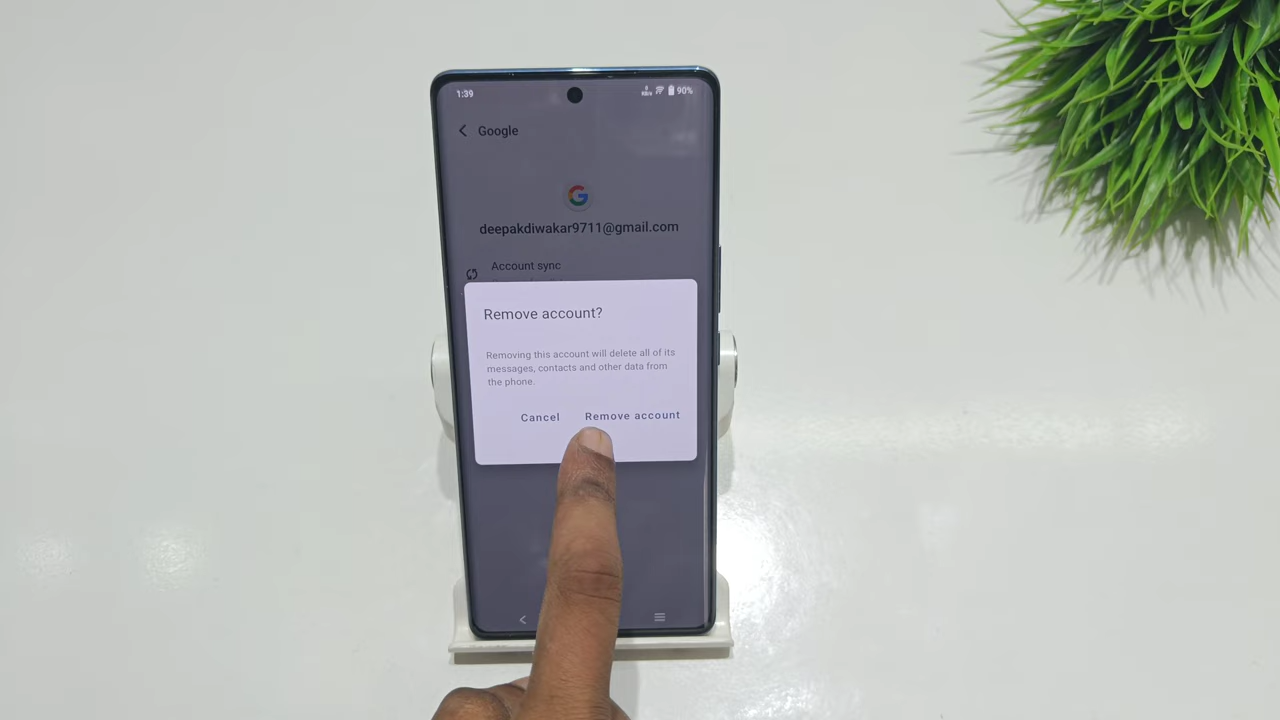 1:39
90%
Google
deepakdiwakar9711@gmail.com
Account sync
Remove account?
Removing this account will delete all of its
messages, contacts and other data from
the phone.
Cancel Remove account